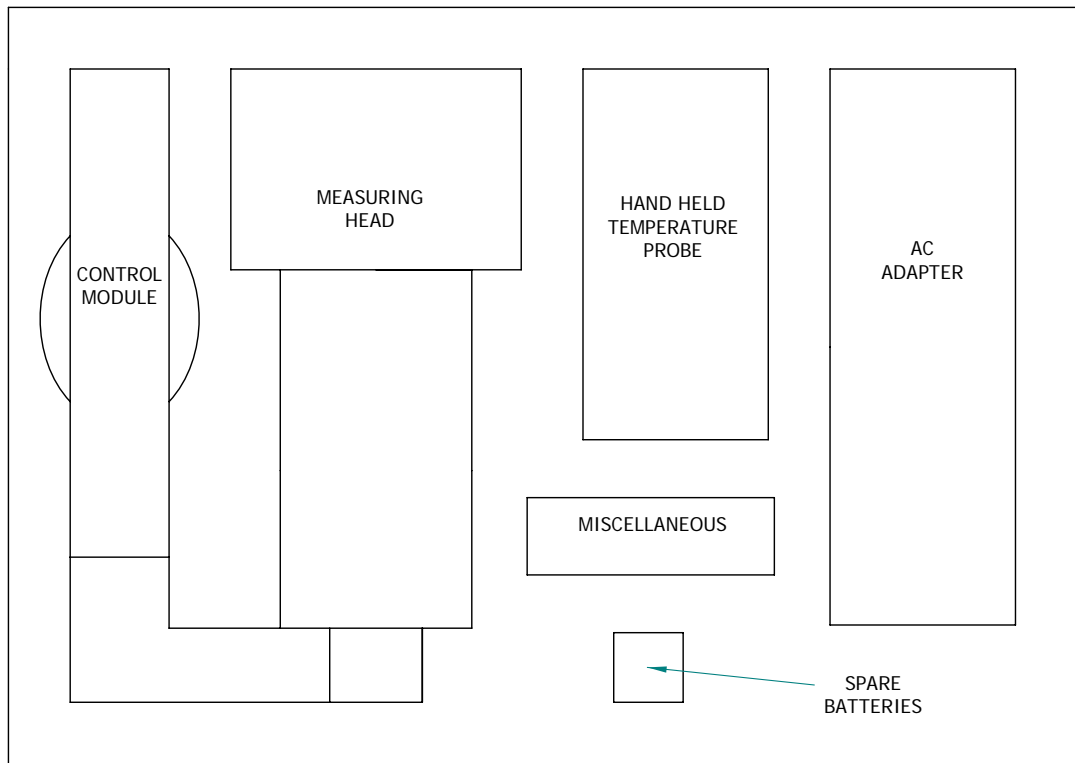 CONTROL
MODULE
MEASURING
HEAD
HAND HELD
TEMPERATURE
PROBE
AC
ADAPTER
MISCELLANEOUS
SPARE
BATTERIES